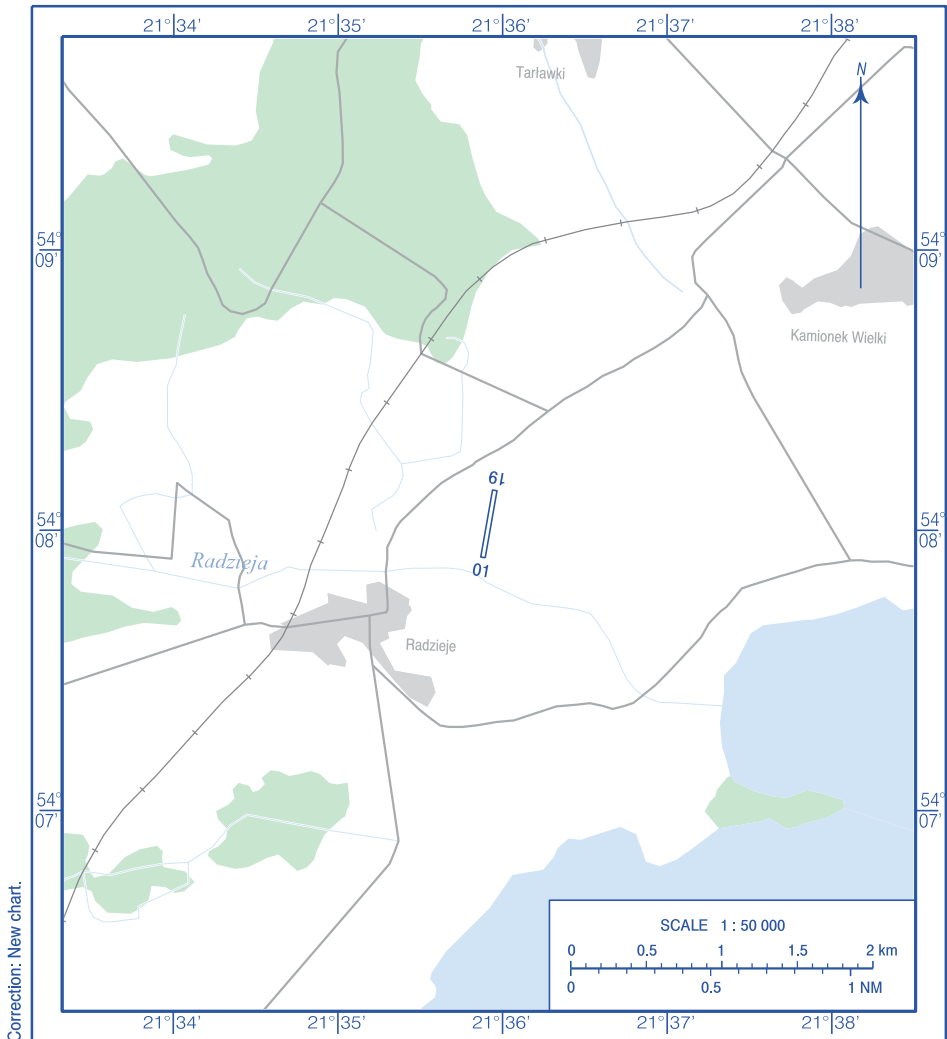 21°34' 21°35' 21°36' 21°37' 21°38'
Tarławki
N
54° 09'
54° 09'
Kamionek Wielki
19
54° 08'
54° 08'
Radzieja
01
Radzieje
54° 07'
54° 07'
Correction: New chart.
SCALE 1 : 50 000
0 0.5 1 1.5 2 km
0 0.5 1 NM
21°34' 21°35' 21°36' 21°37' 21°38'